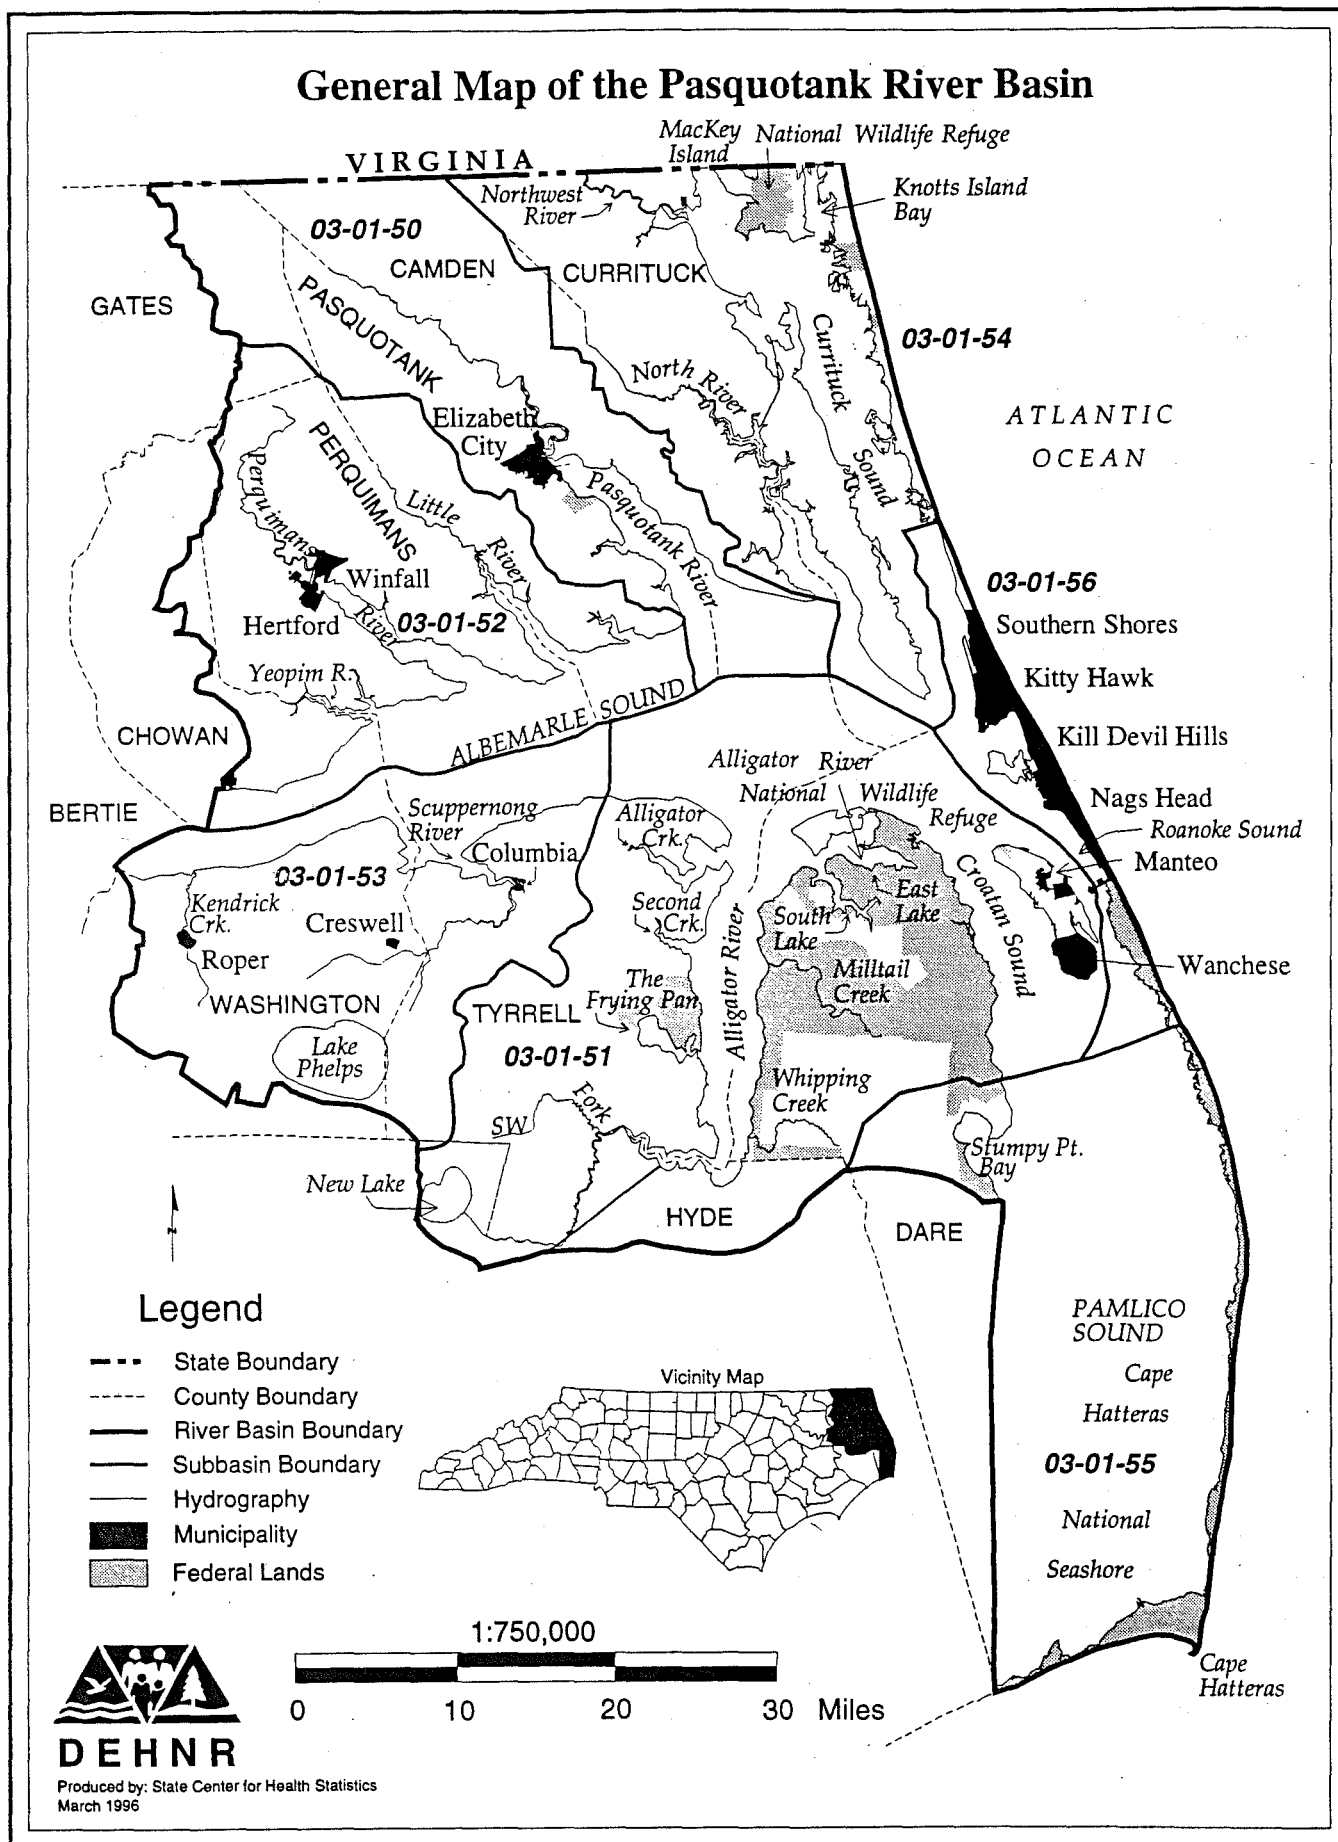 General Map of the Pasquotank River Basin
MacKey
Island
National Wildlife Refuge
VIRGINIA
Northwest
River
Knotts Island
Bay
03-01-50
CAMDEN
CURRITUCK
GATES
PASQUOTANK
03-01-54
Currituck
Sound
North River
ATLANTIC
OCEAN
Elizabeth
City
PERQUIMANS
Perquimans
River
Little
River
Pasquotank River
Winfall
Hertford
03-01-52
03-01-56
Southern Shores
Kitty Hawk
Kill Devil Hills
Nags Head
Roanoke Sound
Manteo
Wanchese
Yeopim R.
CHOWAN
ALBEMARLE SOUND
BERTIE
Alligator River
National Wildlife
Refuge
Scuppernong
River
Alligator
Crk.
Columbia
03-01-53
Kendrick
Crk.
Creswell
Roper
Second
Crk.
East
Lake
South
Lake
Croatan Sound
Alligator River
Milltail
Creek
WASHINGTON
The
Frying Pan
TYRRELL
03-01-51
Lake
Phelps
Whipping
Creek
SW
Fork
Stumpy Pt.
Bay
New Lake
HYDE
DARE
N
Legend
State Boundary
County Boundary
River Basin Boundary
Subbasin Boundary
Hydrography
Municipality
Federal Lands
Vicinity Map
PAMLICO
SOUND
Cape
Hatteras
03-01-55
National
Seashore
Cape
Hatteras
1:750,000
0 10 20 30 Miles
DEHNR
Produced by: State Center for Health Statistics
March 1996